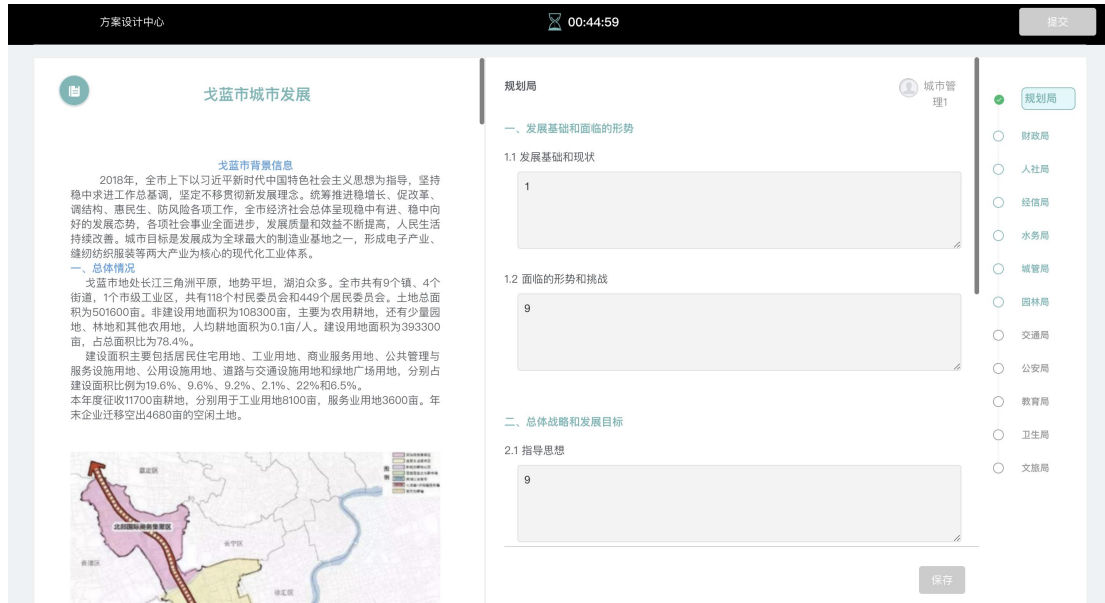 方案设计中心
00:44:59
提交
戈蓝市城市发展
戈蓝市背景信息
2018年，全市上下以习近平新时代中国特色社会主义思想为指导，坚持
稳中求进工作总基调，坚定不移贯彻新发展理念。统筹推进稳增长、促改革、
调结构、惠民生、防风险各项工作，全市经济社会总体呈现稳中有进、稳中向
好的发展态势，各项社会事业全面进步，发展质量和效益不断提高，人民生活
持续改善。城市目标是发展成为全球最大的制造业基地之一，形成电子产业、
缝纫纺织服装等两大产业为核心的现代化工业体系。
一、总体情况
戈蓝市地处长江三角洲平原，地势平坦，湖泊众多。全市共有9个镇、4个
街道，1个市级工业区，共有118个村民委员会和449个居民委员会。土地总面
积为501600亩。非建设用地面积为108300亩，主要为农用耕地，还有少量园
地、林地和其他农用地，人均耕地面积为0.1亩/人。建设用地面积为393300
亩，占总面积比为78.4%。
建设面积主要包括居民住宅用地、工业用地、商业服务用地、公共管理与
服务设施用地、公用设施用地、道路与交通设施用地和绿地广场用地，分别占
建设面积比例为19.6%、9.6%、9.2%、2.1%、22%和6.5%。
本年度征收11700亩耕地，分别用于工业用地8100亩，服务业用地3600亩。年
末企业迁移空出4680亩的空闲土地。
嘉定区
北郊国际商务集聚区
长宁区
青浦区
徐汇区
规划局
城市管
理1
一、发展基础和面临的形势
1.1 发展基础和现状
1
1.2 面临的形势和挑战
9
二、总体战略和发展目标
2.1 指导思想
9
保存
规划局
财政局
人社局
经信局
水务局
城管局
园林局
交通局
公安局
教育局
卫生局
文旅局